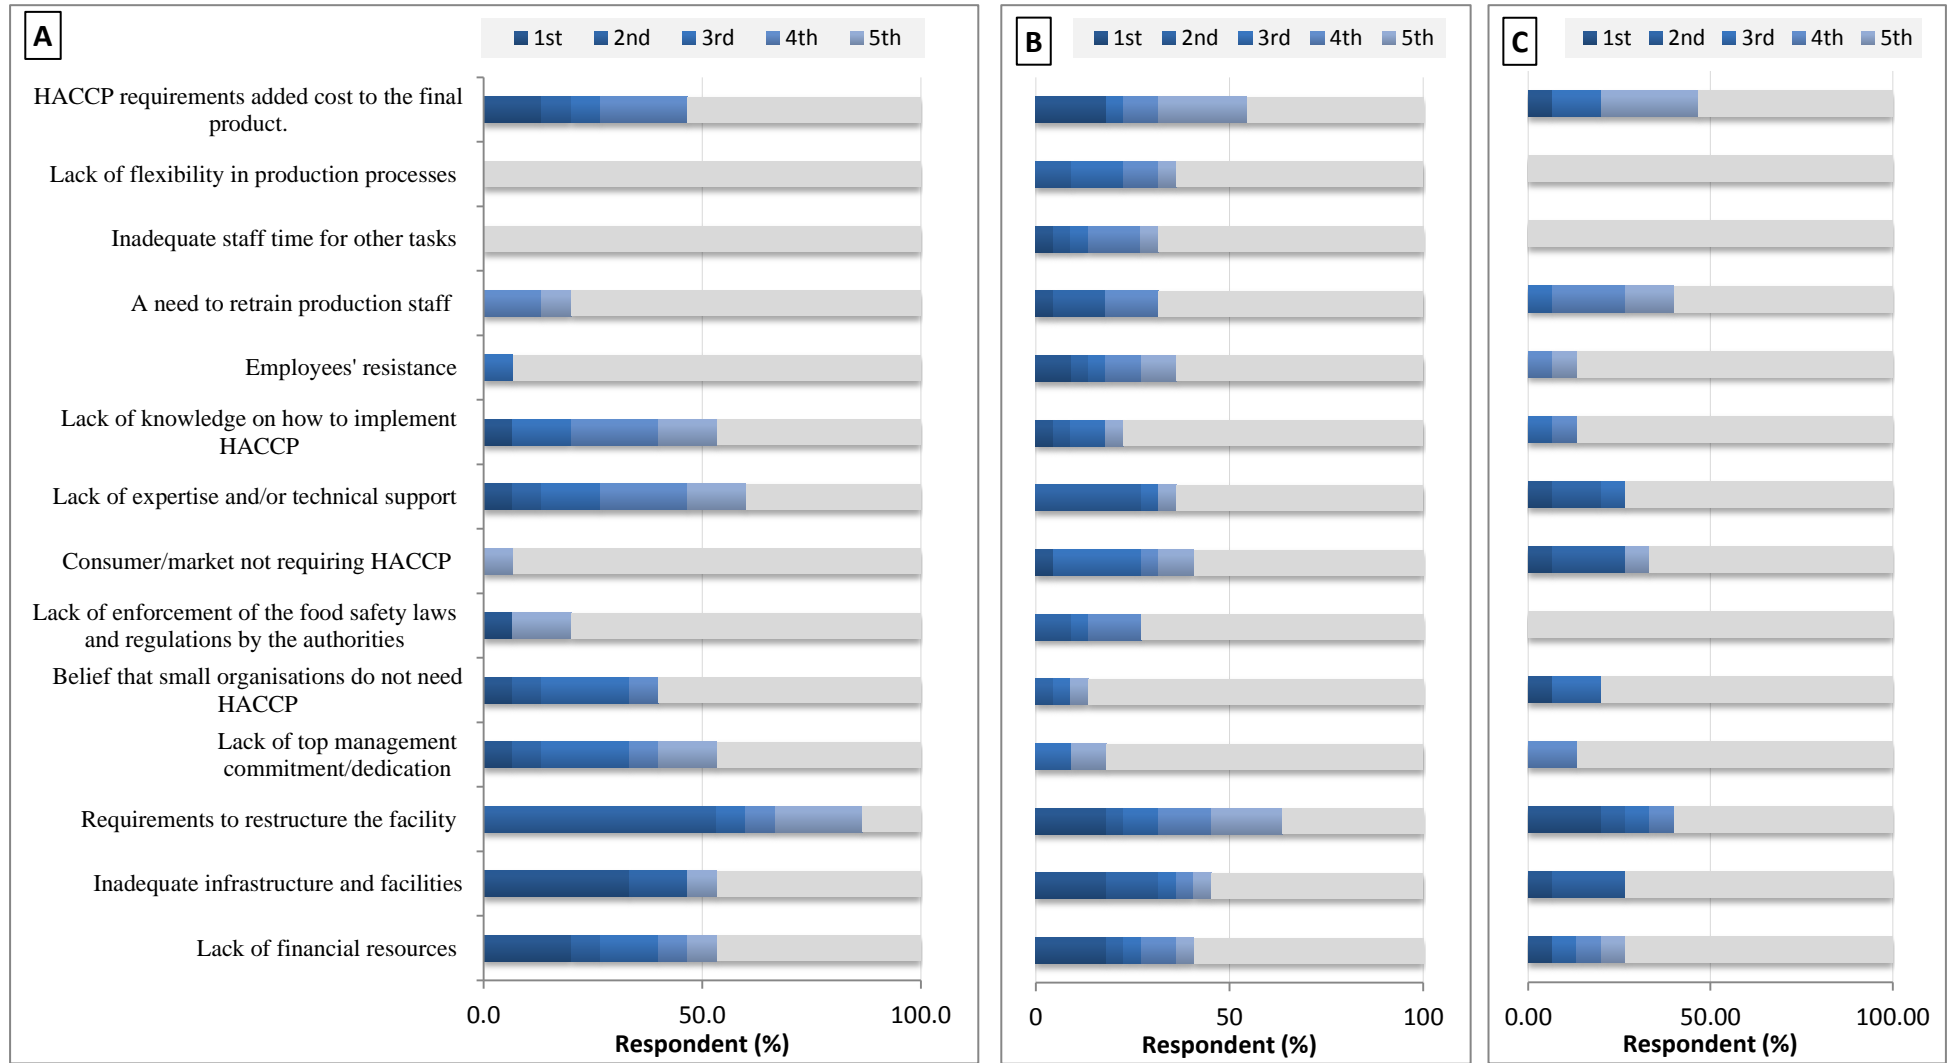 A
1st 2nd 3rd 4th 5th
HACCP requirements added cost to the final
product.
Lack of flexibility in production processes
Inadequate staff time for other tasks
A need to retrain production staff
Employees' resistance
Lack of knowledge on how to implement
HACCP
Lack of expertise and/or technical support
Consumer/market not requiring HACCP
Lack of enforcement of the food safety laws
and regulations by the authorities
Belief that small organisations do not need
HACCP
Lack of top management
commitment/dedication
Requirements to restructure the facility
Inadequate infrastructure and facilities
Lack of financial resources
0.0 50.0 100.0
Respondent (%)
B
1st 2nd 3rd 4th 5th
0 50 100
Respondent (%)
C
1st 2nd 3rd 4th 5th
0.00 50.00 100.00
Respondent (%)